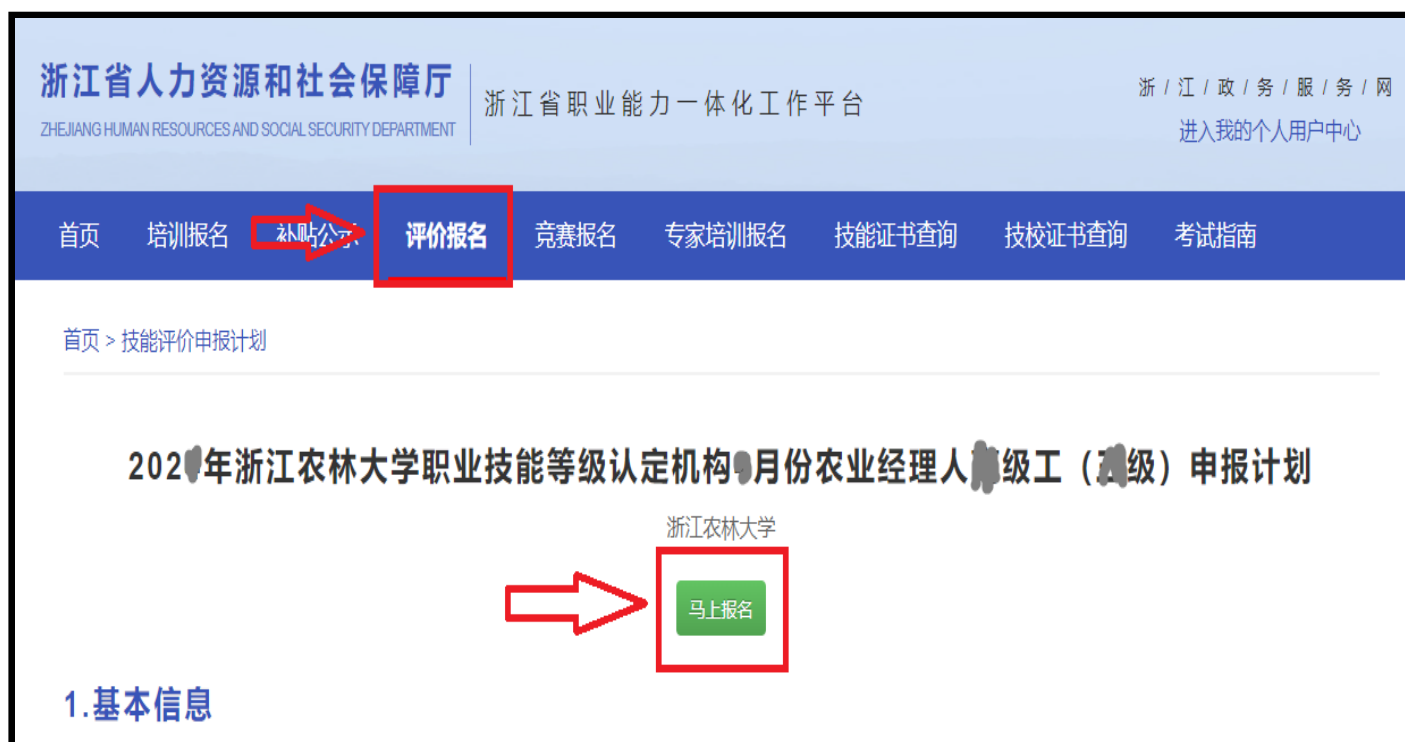 浙江省人力资源和社会保障厅
ZHEJIANG HUMAN RESOURCES AND SOCIAL SECURITY DEPARTMENT
浙江省职业能力一体化工作平台
浙/江/政/务/服/务/网
进入我的个人用户中心
首页 培训报名 补贴公示 评价报名 竞赛报名 专家培训报名 技能证书查询 技校证书查询 考试指南
首页 > 技能评价申报计划
202年浙江农林大学职业技能等级认定机构月份农业经理人级工（级）申报计划
浙江农林大学
马上报名
1.基本信息